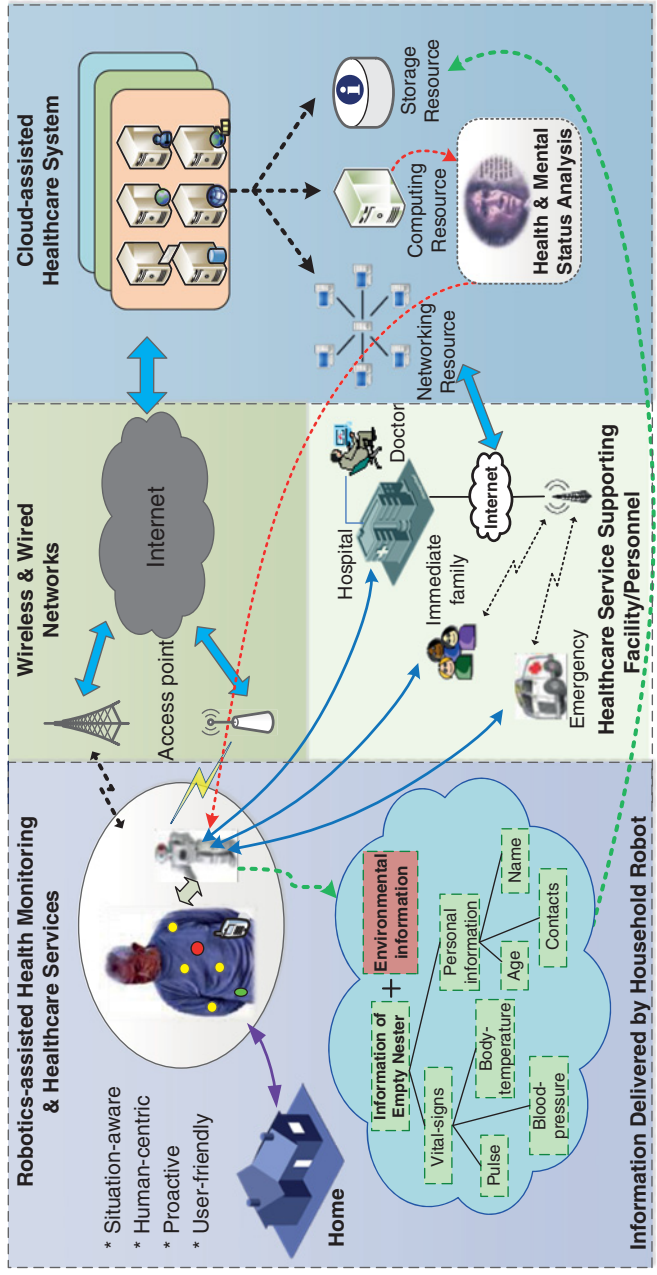 Robotics-assisted Health Monitoring
& Healthcare Services
* Situation-aware
* Human-centric
* Proactive
* User-friendly
Home
Information of
Empty Nester
+
Environmental
information
Vital-signs
Personal
information
Pulse
Blood-
pressure
Body-
temperature
Age
Contacts
Name
Information Delivered by Household Robot
Wireless & Wired
Networks
Access point
Internet
Hospital
Doctor
Immediate
family
Internet
Emergency
Healthcare Service Supporting
Facility/Personnel
Cloud-assisted
Healthcare System
Networking
Resource
Computing
Resource
Storage
Resource
Health & Mental
Status Analysis